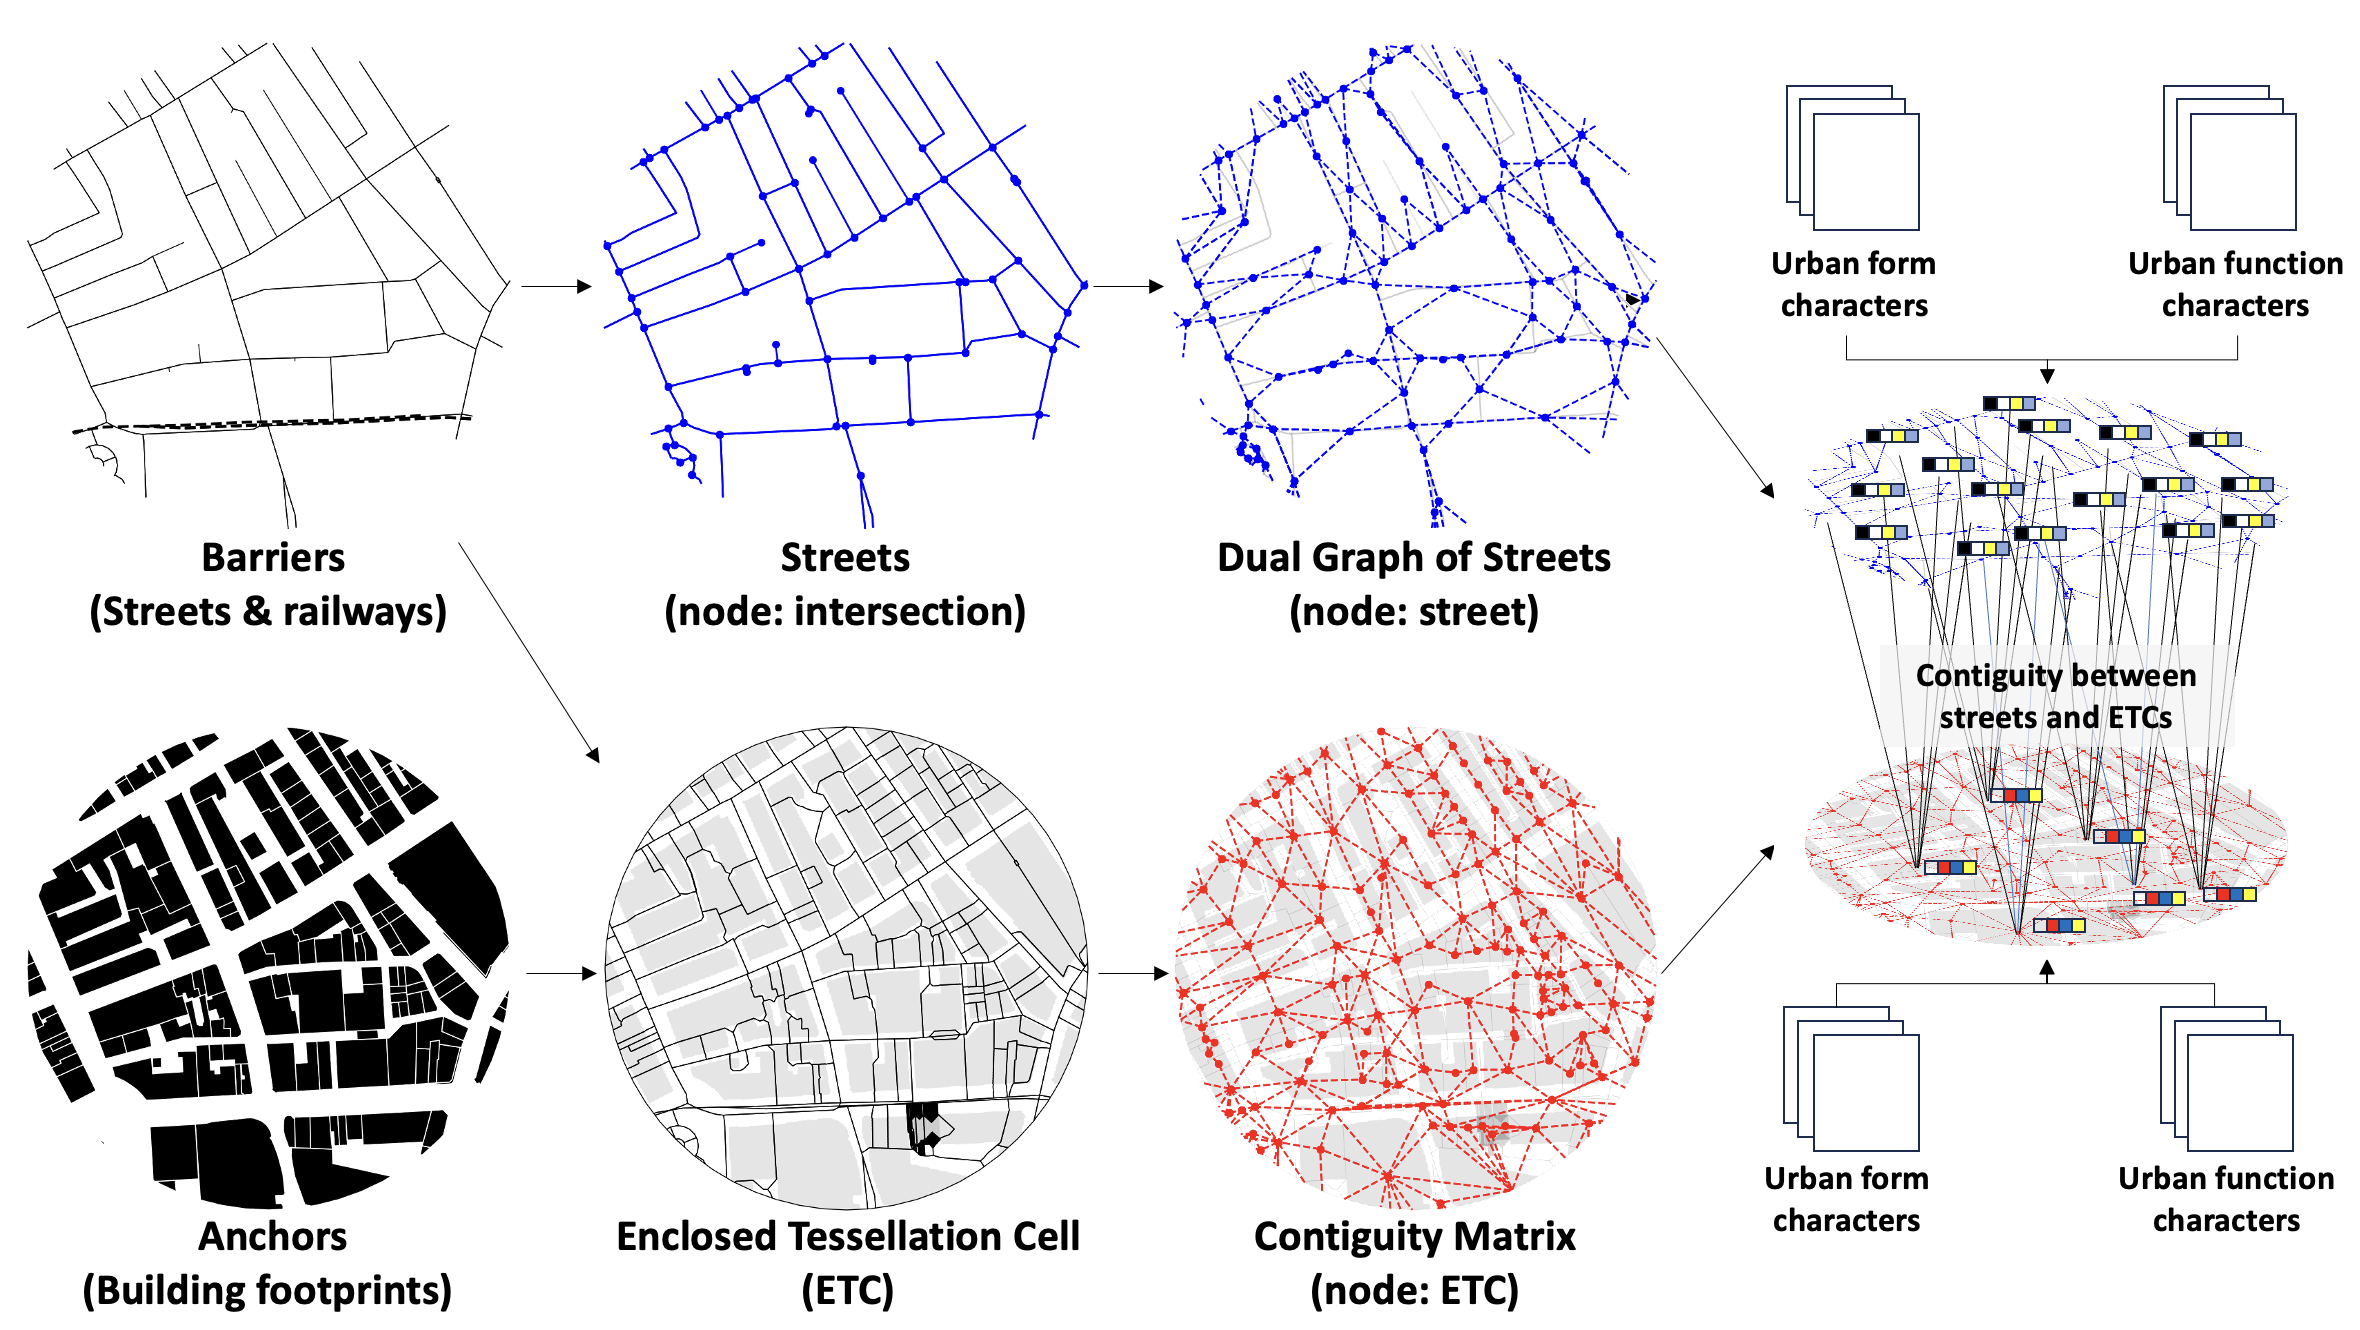 Barriers
(Streets & railways)
Streets
(node: intersection)
Dual Graph of Streets
(node: street)
Urban form
characters
Urban function
characters
Contiguity between
streets and ETCs
Anchors
(Building footprints)
Enclosed Tessellation Cell
(ETC)
Contiguity Matrix
(node: ETC)
Urban form
characters
Urban function
characters